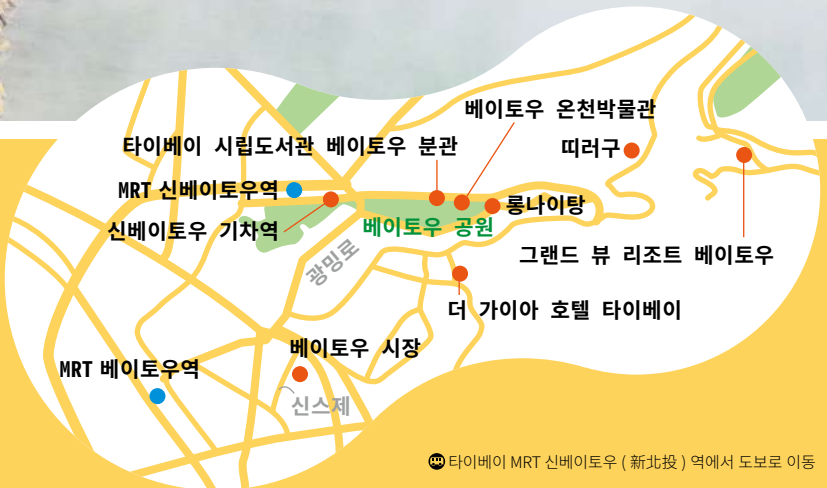 베이토우 온천박물관
타이베이 시립도서관 베이토우 분관
띠러구
MRT 신베이토우역
롱나이탕
신베이토우 기차역
베이토우 공원
그랜드 뷰 리조트 베이토우
광밍로
더 가이아 호텔 타이베이
베이토우 시장
MRT 베이토우역
신스제
타이베이 MRT 신베이토우 ( 新北投 ) 역에서 도보로 이동